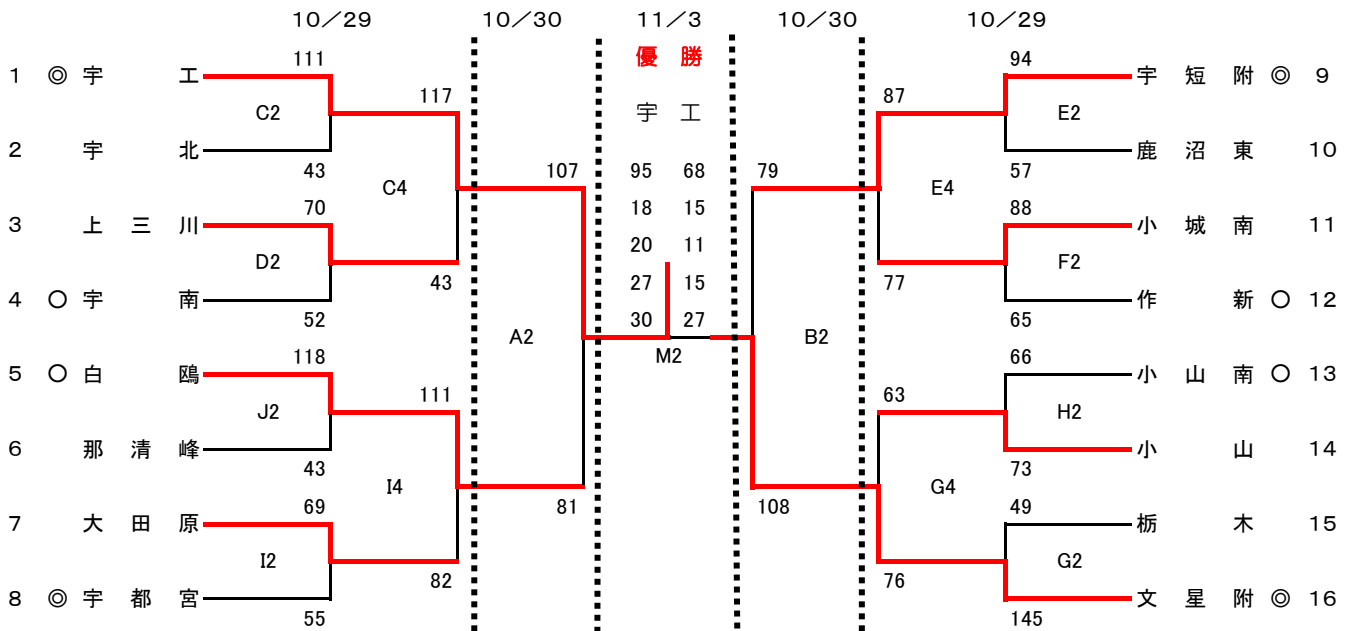 10/29 10/30 11/3 10/30 10/29
111 優 勝 94
1 ◎ 宇 工 117 87 宇 短 附 ◎ 9
C2 宇 工 E2
2 宇 北 鹿 沼 東 10
43 107 95 68 79 57
C4 E4
70 18 15 88
3 上 三 川 小 城 南 11
D2 43 20 11 77 F2
27 15
4 〇 宇 南 作 新 〇 12
52 30 27 65
A2 B2
118 M2 66
5 〇 白 鴎 小 山 南 〇 13
111 63
J2 H2
6 那 清 峰 小 山 14
43 73
I4 G4
69 81 108 49
7 大 田 原 栃 木 15
I2 82 76 G2
8 ◎ 宇 都 宮 文 星 附 ◎ 16
55 145